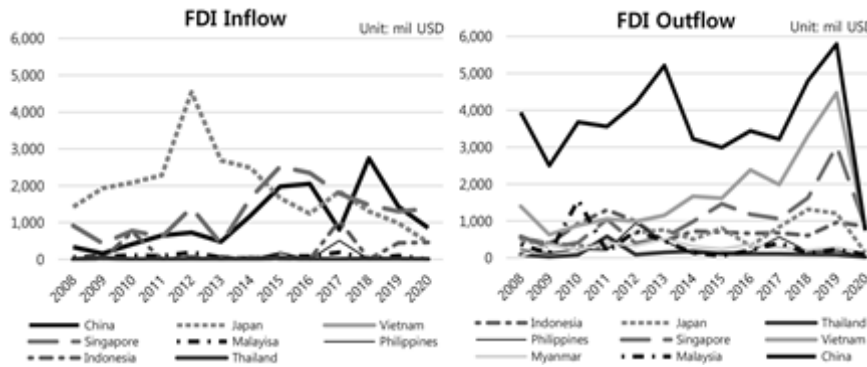 FDI Inflow
Unit: mil USD
6,000
5,000
4,000
3,000
2,000
1,000
0
2008 2009 2010 2011 2012 2013 2014 2015 2016 2017 2018 2019 2020
China Japan Vietnam
Singapore Malayisa Philippines
Indonesia Thailand
FDI Outflow
Unit: mil USD
6,000
5,000
4,000
3,000
2,000
1,000
0
2008 2009 2010 2011 2012 2013 2014 2015 2016 2017 2018 2019 2020
Indonesia Japan Thailand
Philippines Singapore Vietnam
Myanmar Malaysia China